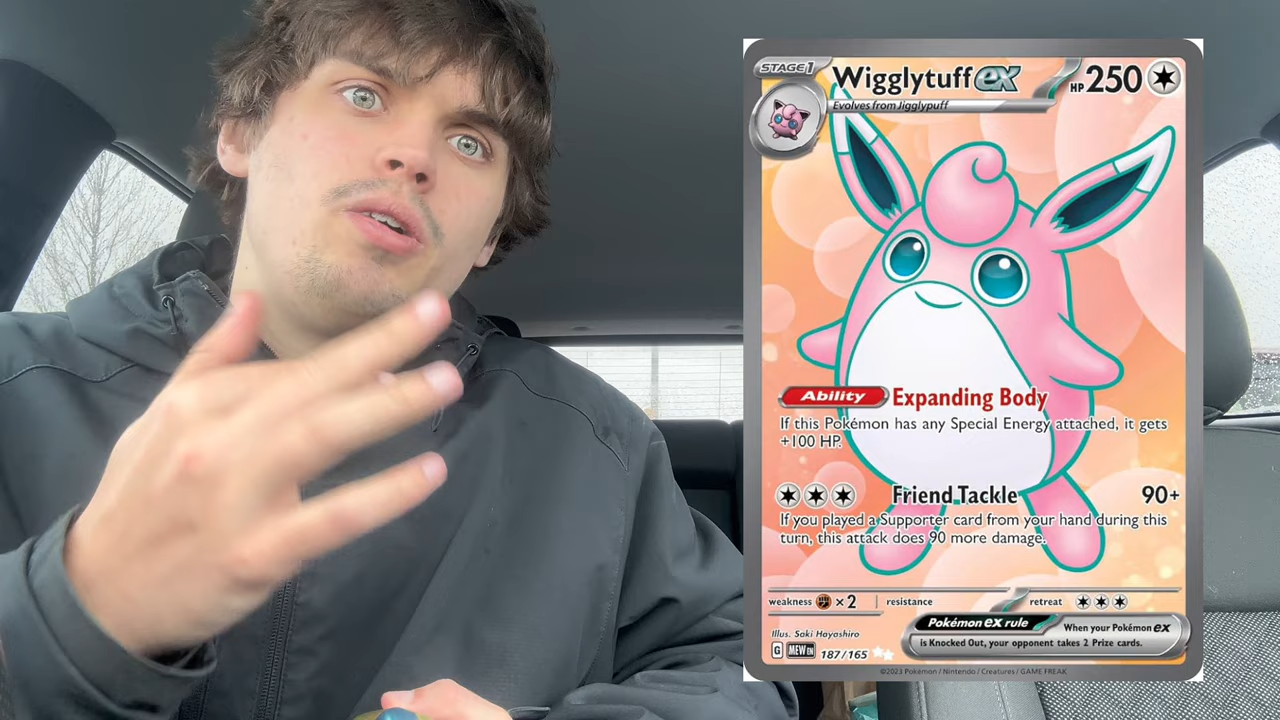 STAGE 1 Wigglytuff ex HP 250
Evolves from Jigglypuff
Ability Expanding Body
If this Pokémon has any Special Energy attached, it gets
+100 HP.
Friend Tackle 90+
If you played a Supporter card from your hand during this
turn, this attack does 90 more damage.
weakness ×2 resistance retreat
Illus. Saki Hayashiro
Pokémon ex rule When your Pokémon ex
is Knocked Out, your opponent takes 2 Prize cards.
G MEW EN 187/165
©2023 Pokémon / Nintendo / Creatures / GAME FREAK